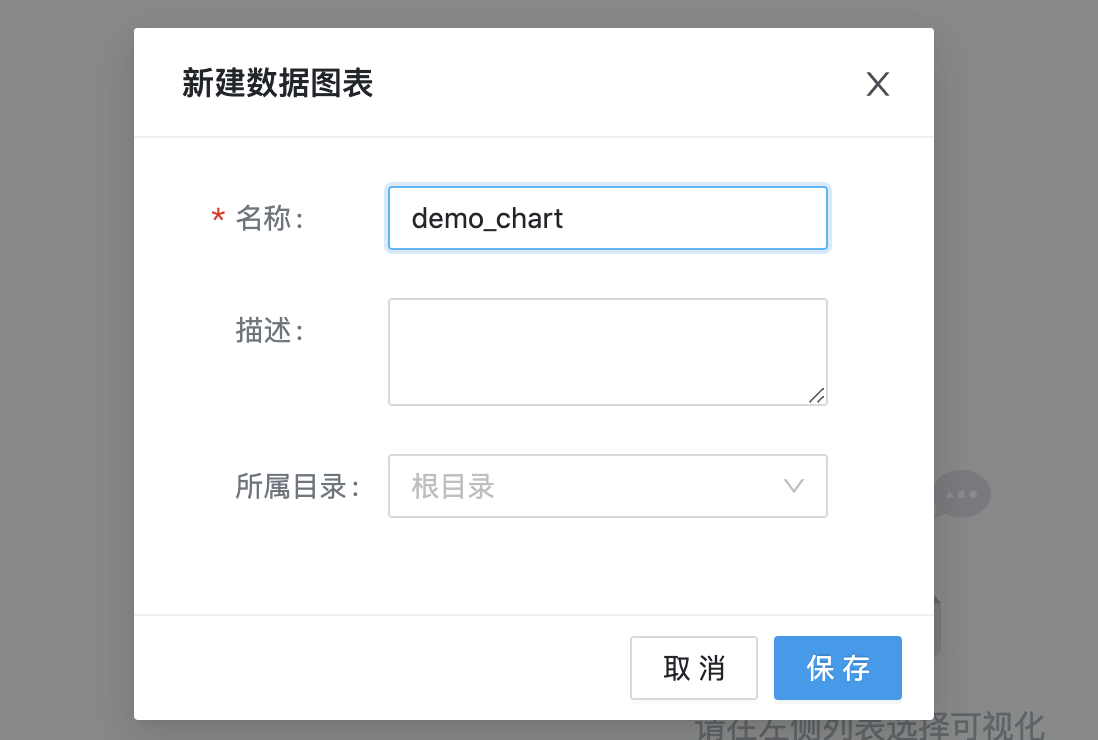 新建数据图表
* 名称:
demo_chart
描述:
所属目录:
根目录
取 消
保 存
请在左侧列表选择可视化